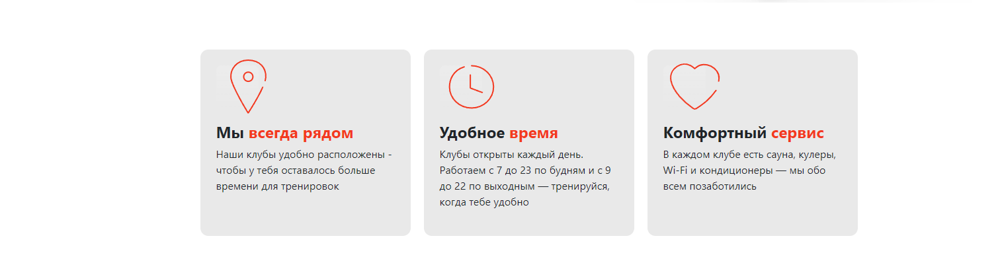 Мы всегда рядом
Наши клубы удобно расположены -
чтобы у тебя оставалось больше
времени для тренировок
Удобное время
Клубы открыты каждый день.
Работаем с 7 до 23 по будням и с 9
до 22 по выходным — тренируйся,
когда тебе удобно
Комфортный сервис
В каждом клубе есть сауна, кулеры,
Wi-Fi и кондиционеры — мы обо
всем позаботились